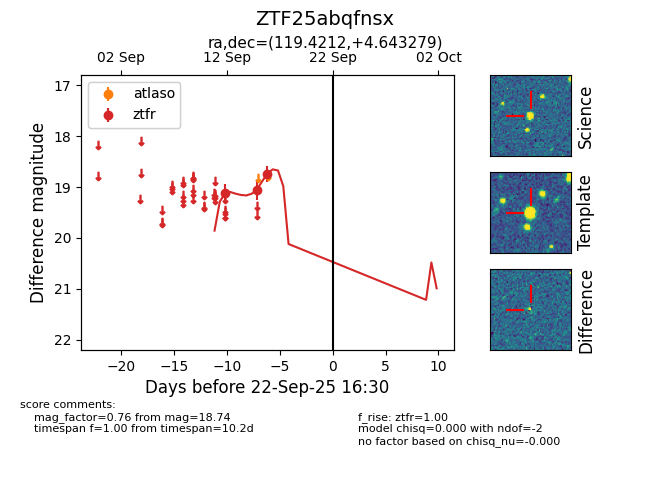 ZTF25abqfnsx
ra,dec=(119.4212,+4.643279)
02 Sep 12 Sep 22 Sep 02 Oct
17
18
19
20
21
22
Difference magnitude
atlaso
ztfr
−20 −15 −10 −5 0 5 10
Days before 22-Sep-25 16:30
Science
Template
Difference
score comments:
mag_factor=0.76 from mag=18.74
timespan f=1.00 from timespan=10.2d
f_rise: ztfr=1.00
model chisq=0.000 with ndof=-2
no factor based on chisq_nu=-0.000